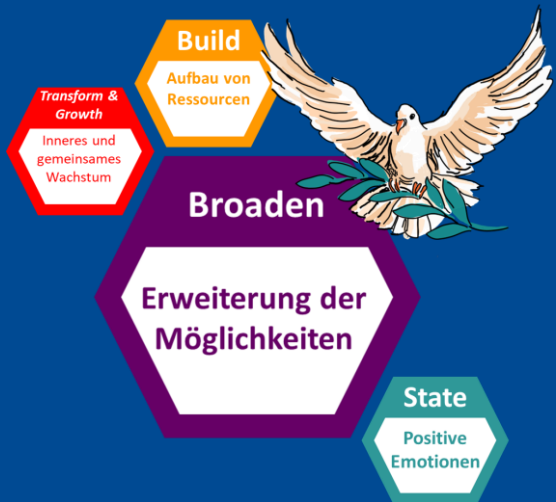 Build
Aufbau von
Ressourcen
Transform &
Growth
Inneres und
gemeinsames
Wachstum
Broaden
Erweiterung der
Möglichkeiten
State
Positive
Emotionen